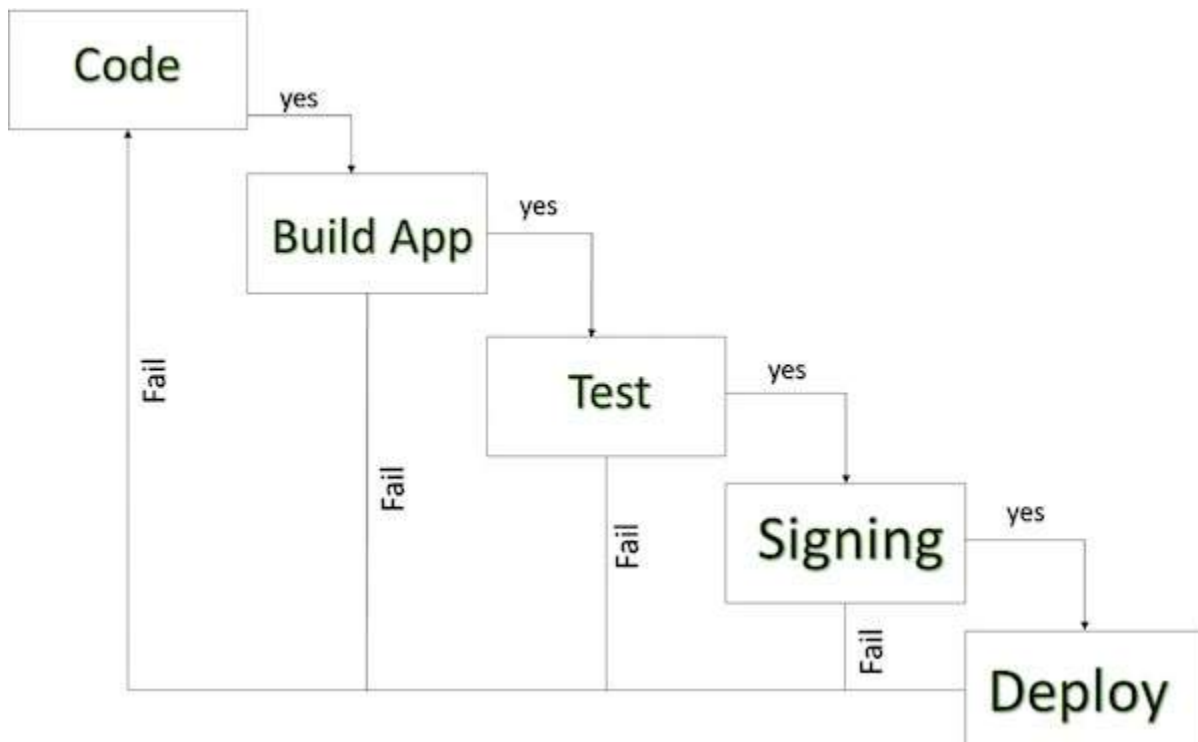 Code
yes
Build App
yes
Fail
Test
yes
Fail
Fail
Signing
yes
Fail
Deploy